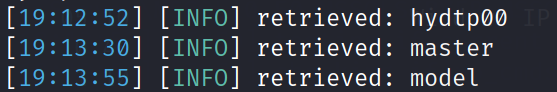 [19:12:52] [INFO] retrieved: hydtp00
[19:13:30] [INFO] retrieved: master
[19:13:55] [INFO] retrieved: model